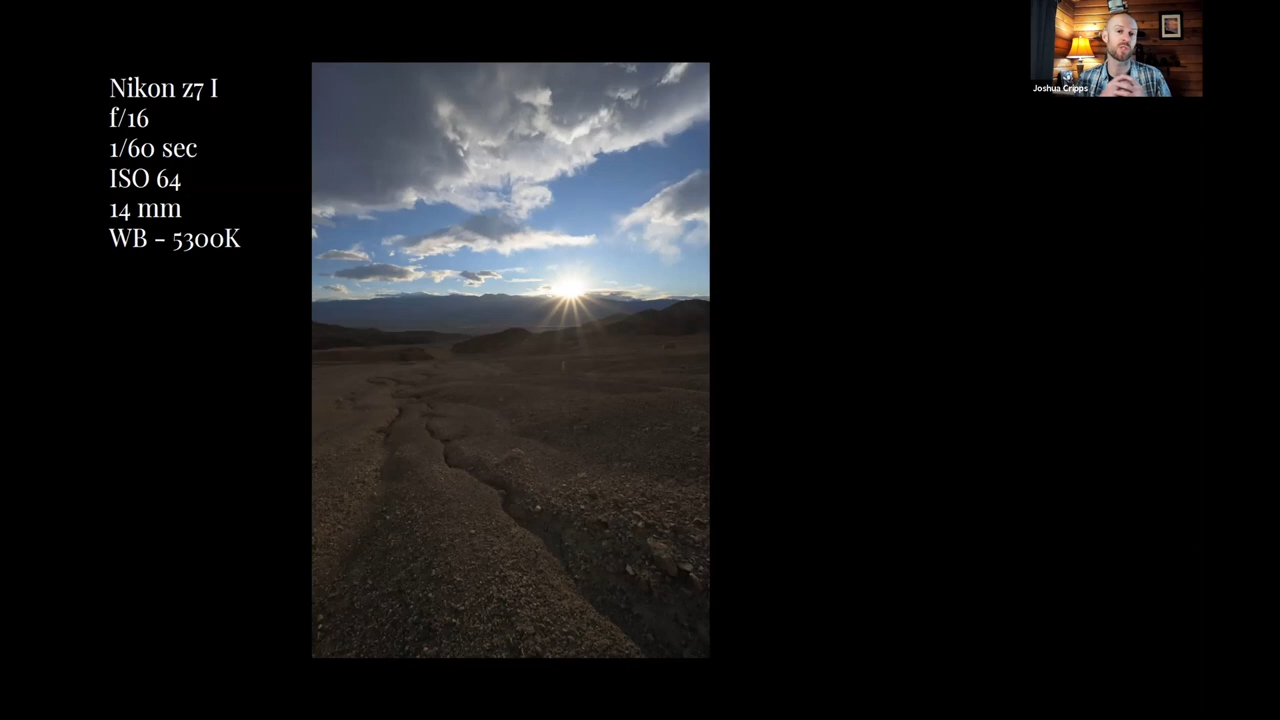 Nikon z7 I
f/16
1/60 sec
ISO 64
14 mm
WB - 5300K
Joshua Cripps